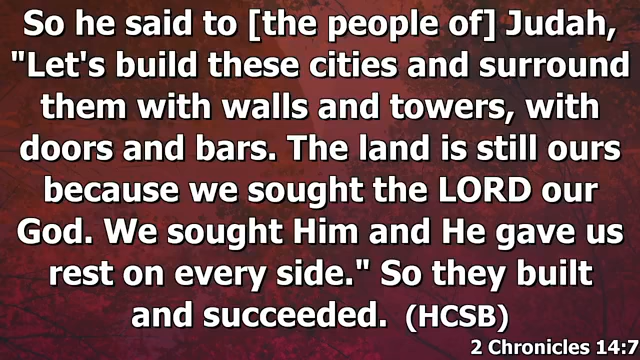 So he said to [the people of] Judah,
"Let's build these cities and surround
them with walls and towers, with
doors and bars. The land is still ours
because we sought the LORD our
God. We sought Him and He gave us
rest on every side." So they built
and succeeded. (HCSB)
2 Chronicles 14:7